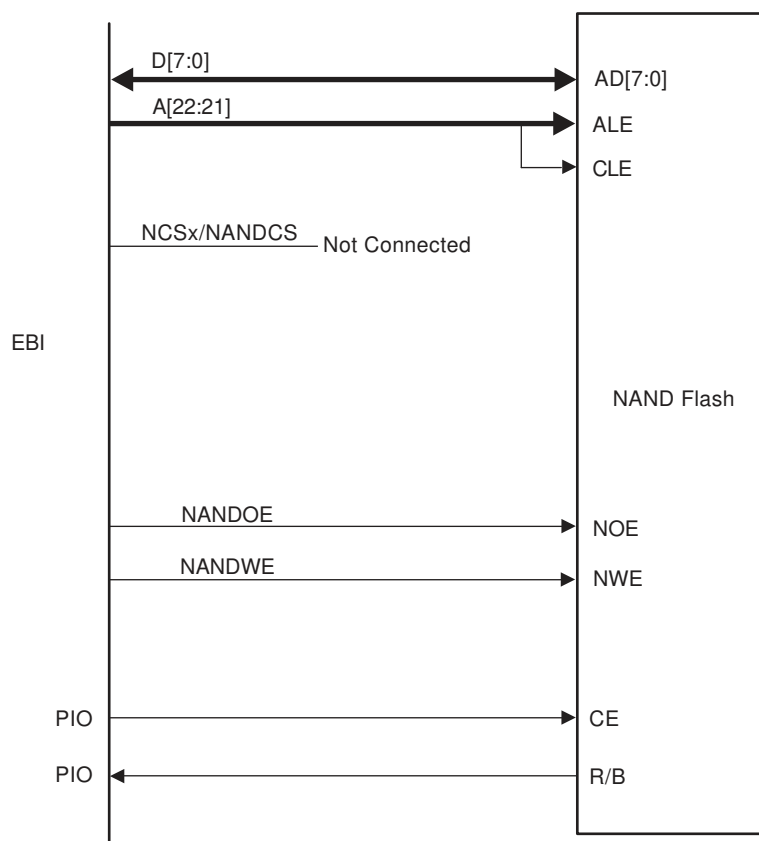 D[7:0]
AD[7:0]
A[22:21]
ALE
CLE
NCSx/NANDCS
Not Connected
EBI
NAND Flash
NANDOE
NOE
NANDWE
NWE
PIO
CE
PIO
R/B